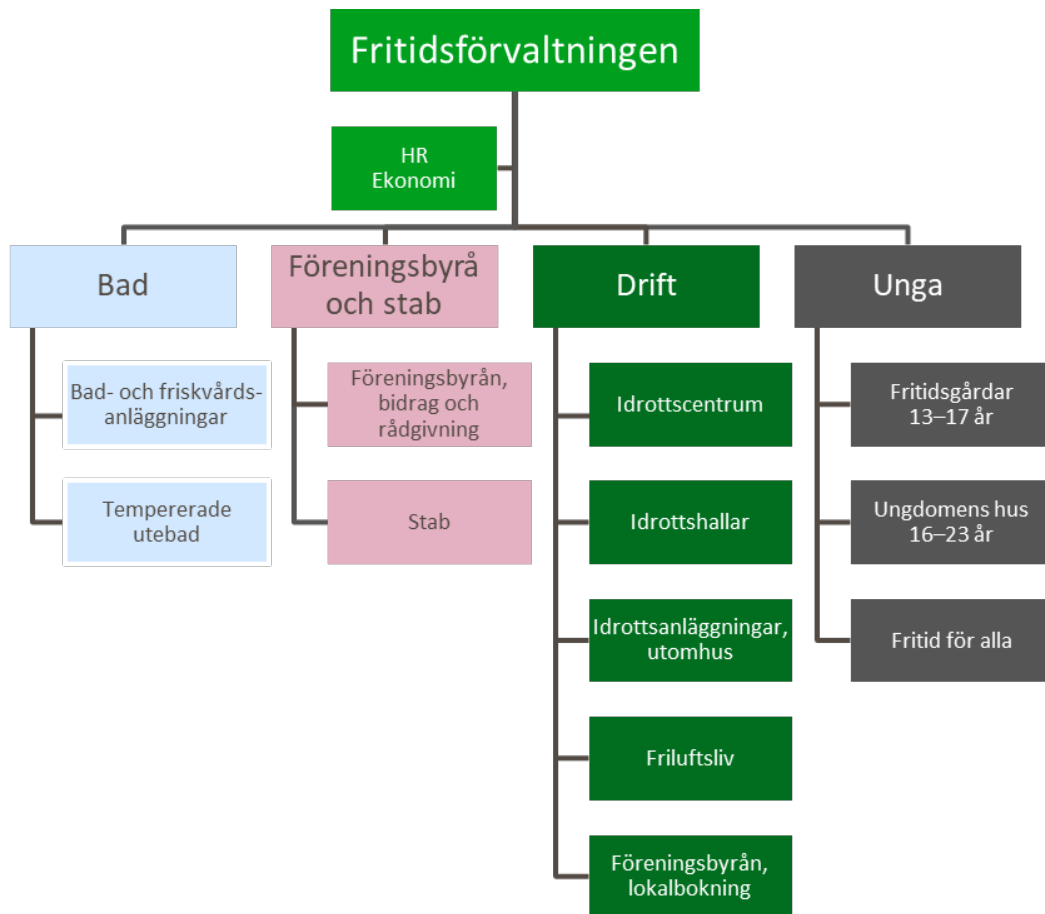 Fritidsförvaltningen
HR
Ekonomi
Bad
Föreningsbyrå
och stab
Drift
Unga
Bad- och friskvårds-
anläggningar
Tempererade
utebad
Föreningsbyrån,
bidrag och
rådgivning
Stab
Idrottscentrum
Idrottshallar
Idrottsanläggningar,
utomhus
Friluftsliv
Föreningsbyrån,
lokalbokning
Fritidsgårdar
13–17 år
Ungdomens hus
16–23 år
Fritid för alla